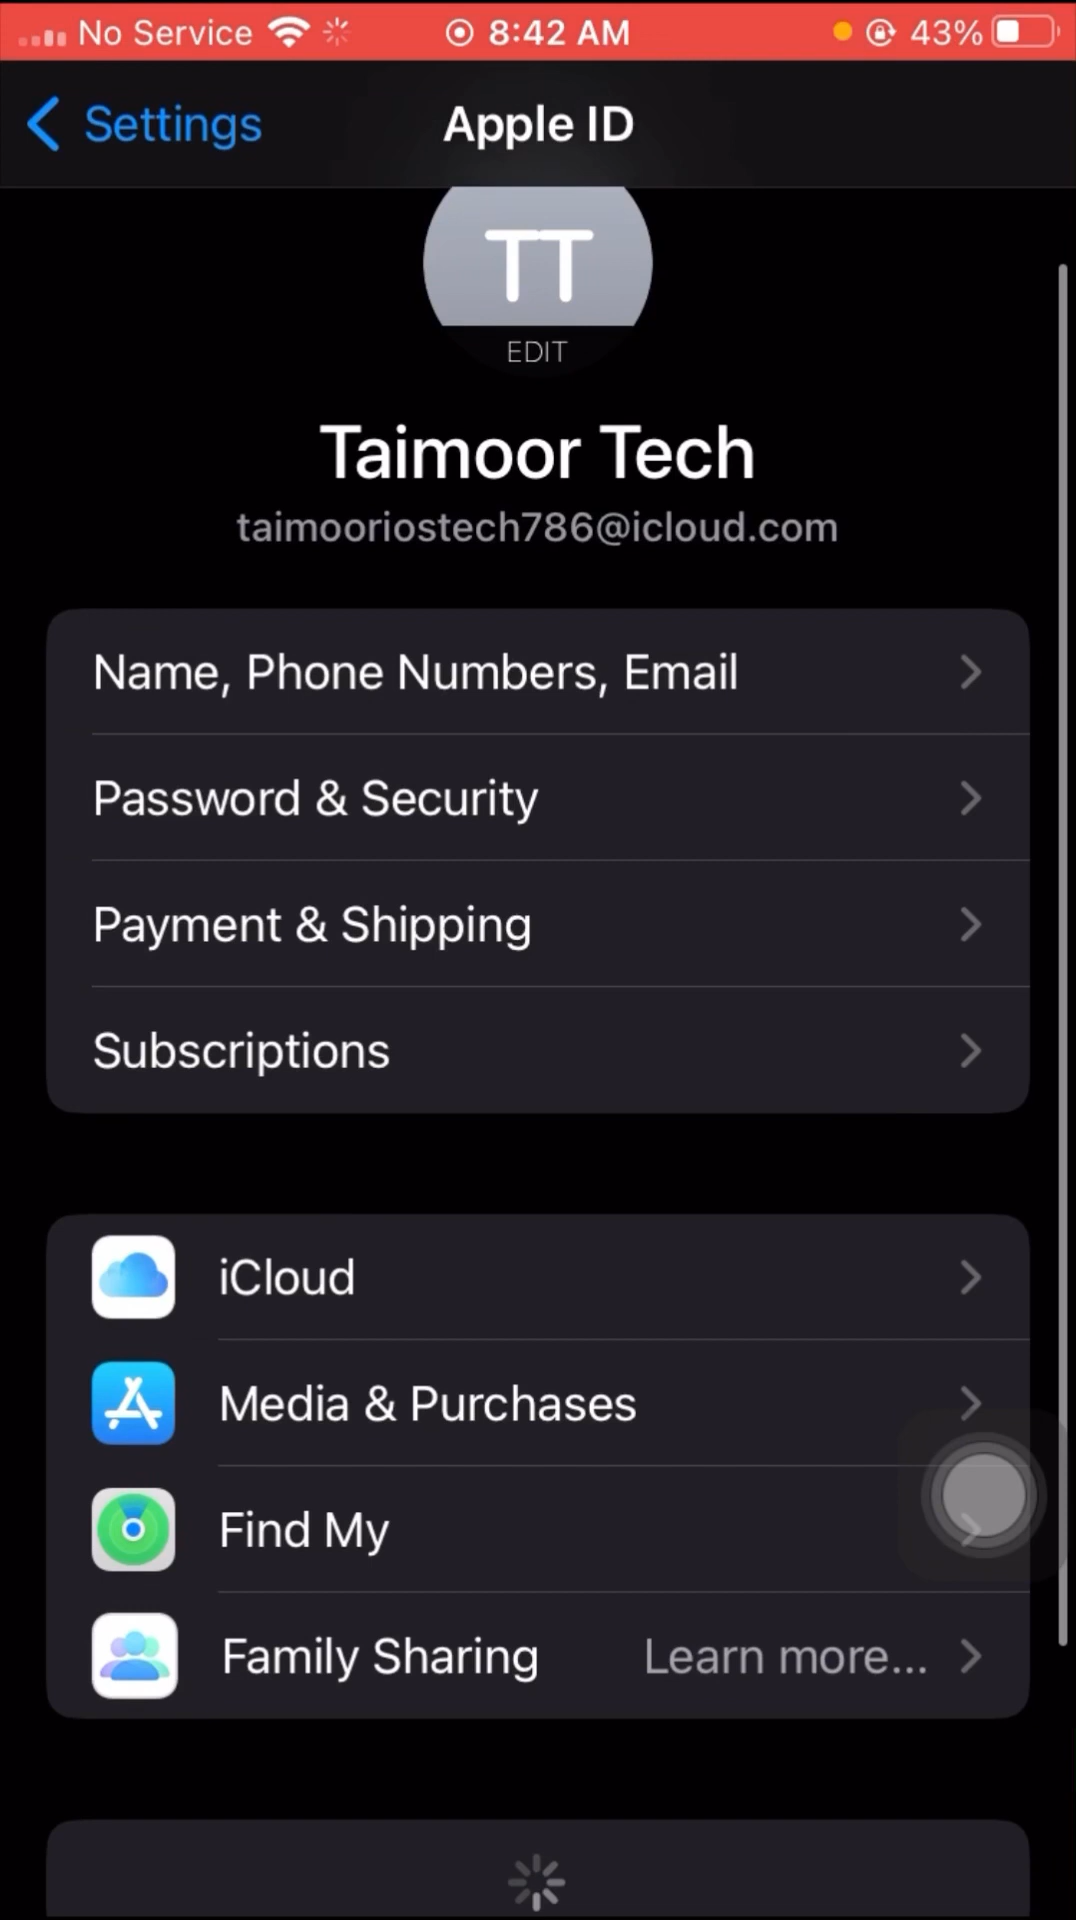 No Service 8:42 AM 43%
Settings Apple ID
TT
EDIT
Taimoor Tech
taimooriostech786@icloud.com
Name, Phone Numbers, Email
Password & Security
Payment & Shipping
Subscriptions
iCloud
Media & Purchases
Find My
Family Sharing Learn more...